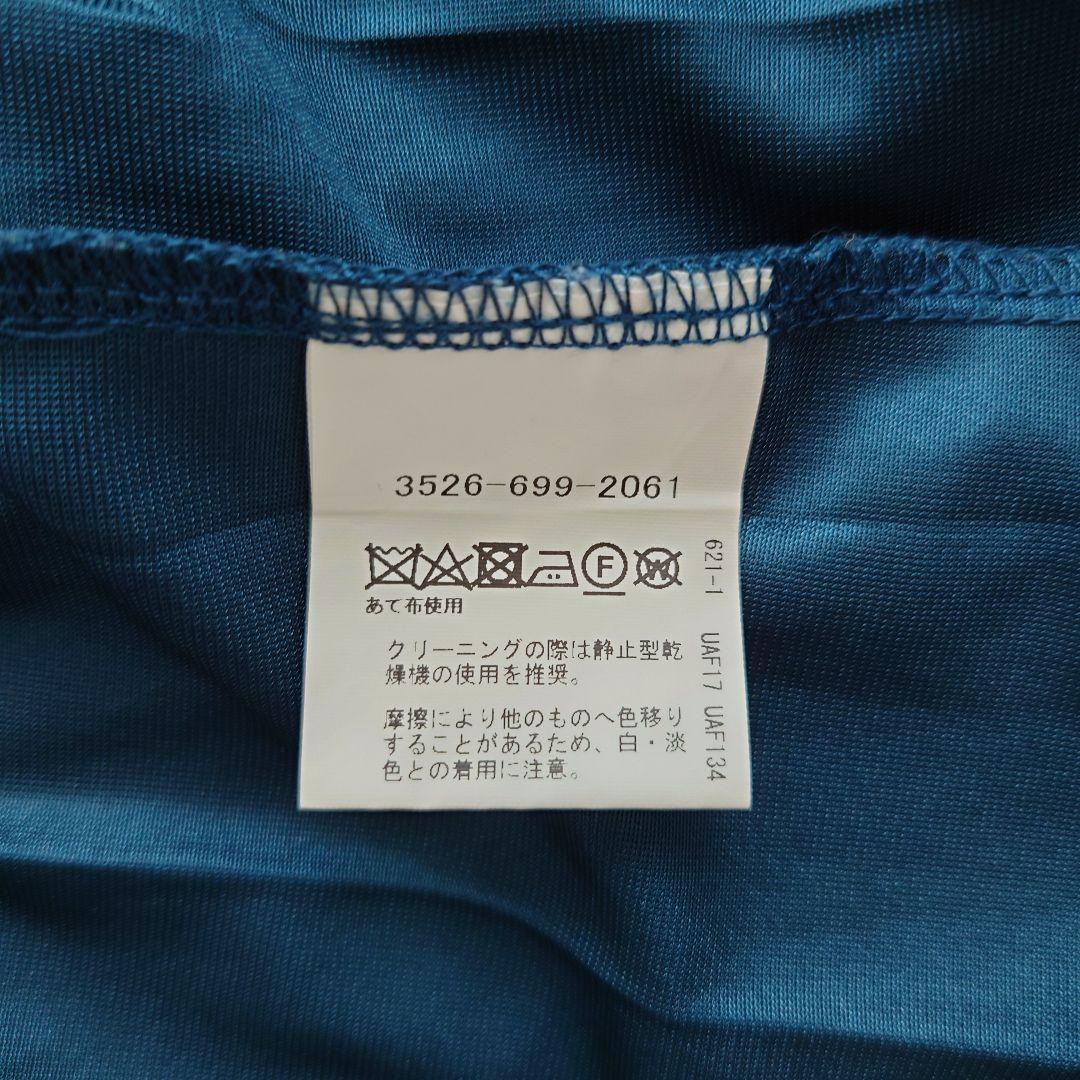 3526-699-2061
F
W
あて布使用
クリーニングの際は静止型乾
燥機の使用を推奨。
摩擦により他のものへ色移り
することがあるため、白・淡
色との着用に注意。
621-1 UAF17 UAF134